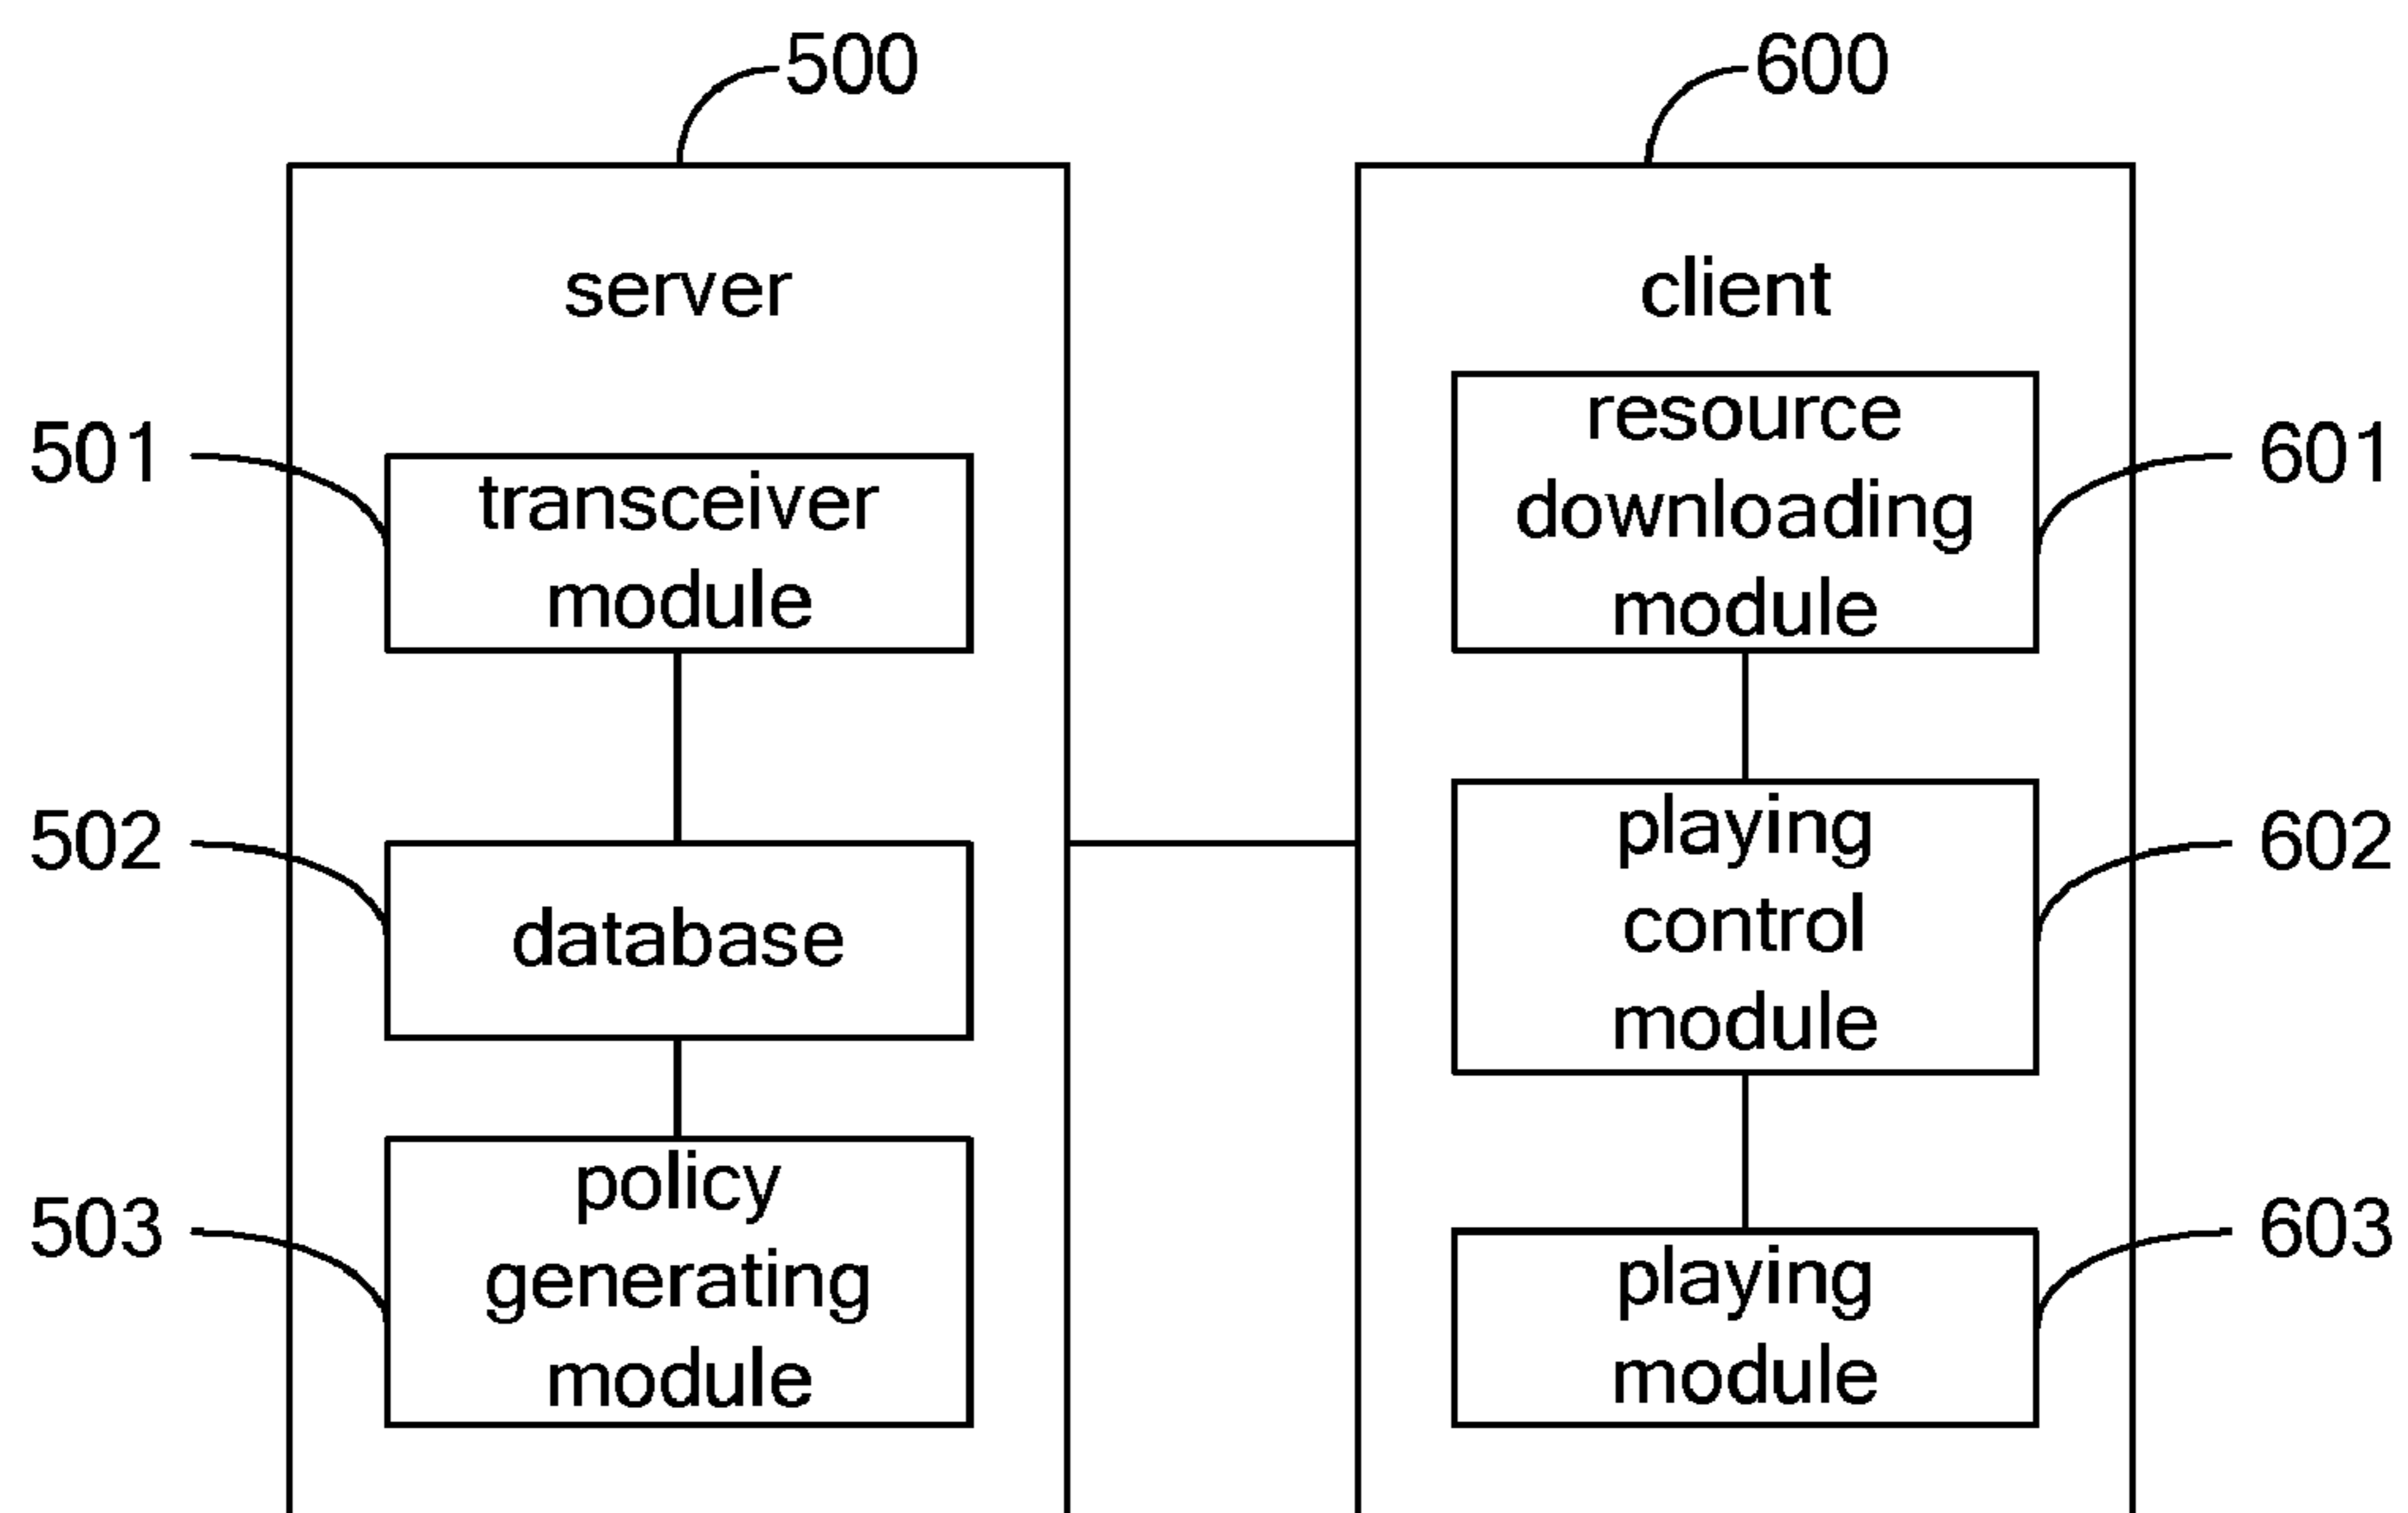 500
600
server
client
501
transceiver
module
resource
downloading
module
601
502
database
playing
control
module
602
503
policy
generating
module
playing
module
603